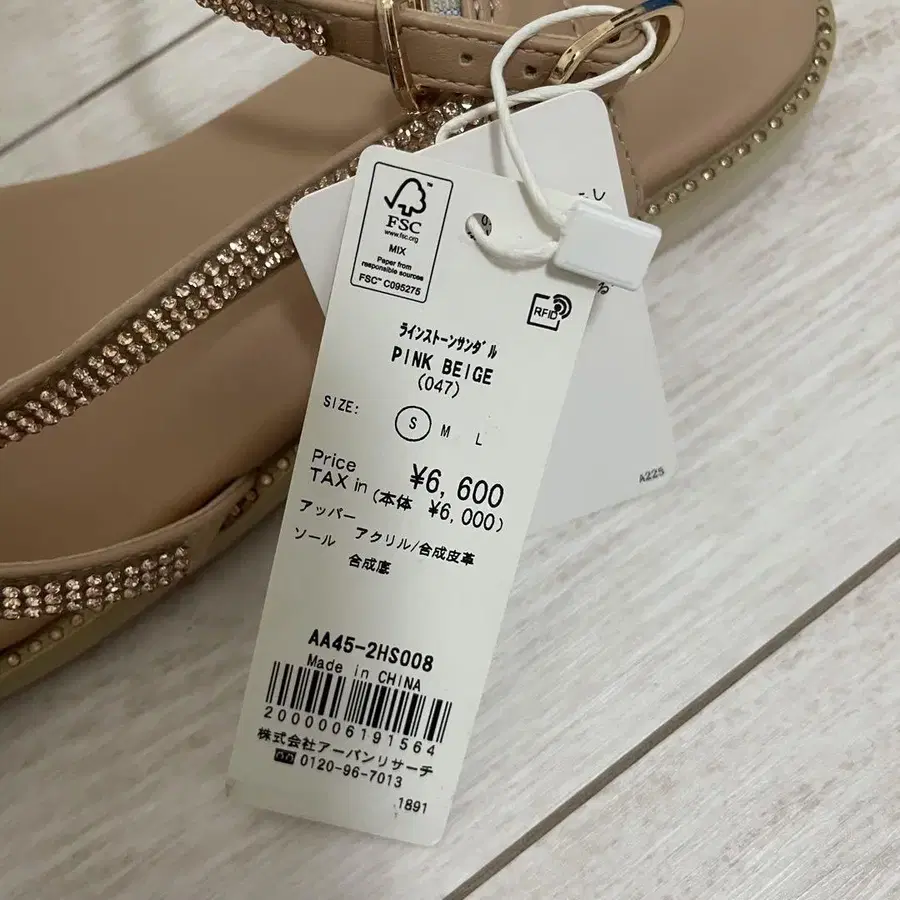 FSC™
www.fsc.org
MIX
Paper from
responsible sources
FSC™ C095275
RFID
ラインストーンサンダル
PINK BEIGE
(047)
SIZE: S M L
Price
TAX in ¥6,600
(本体 ¥6,000)
アッパー アクリル/合成皮革
ソール 合成底
AA45-2HS008
Made in CHINA
2000006191564
株式会社アーバンリサーチ
0120-96-7013
1891
A225